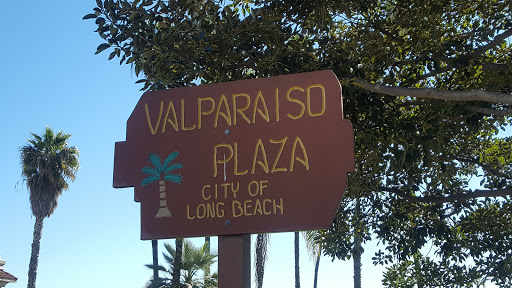 VALPARAISO
PLAZA
CITY OF
LONG BEACH